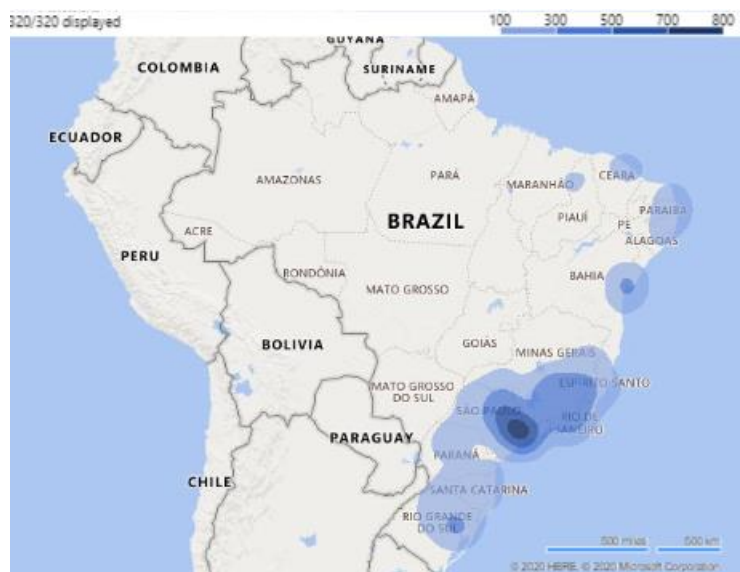 320/320 displayed
100 300 500 700 800
GUYANA
COLOMBIA
SURINAME
AMAPÁ
ECUADOR
AMAZONAS
PARÁ
MARANHÃO
CEARÁ
BRAZIL
PARAÍBA
ACRE
PIAUÍ
PE
ALAGOAS
PERU
RONDÔNIA
MATO GROSSO
BAHIA
BOLIVIA
GOIÁS
MINAS GERAIS
MATO GROSSO
DO SUL
ESPÍRITO SANTO
SÃO PAULO
RIO DE
JANEIRO
PARAGUAY
PARANÁ
CHILE
SANTA CATARINA
RIO GRANDE
DO SUL
500 miles 500 km
© 2020 HERE, © 2020 Microsoft Corporation